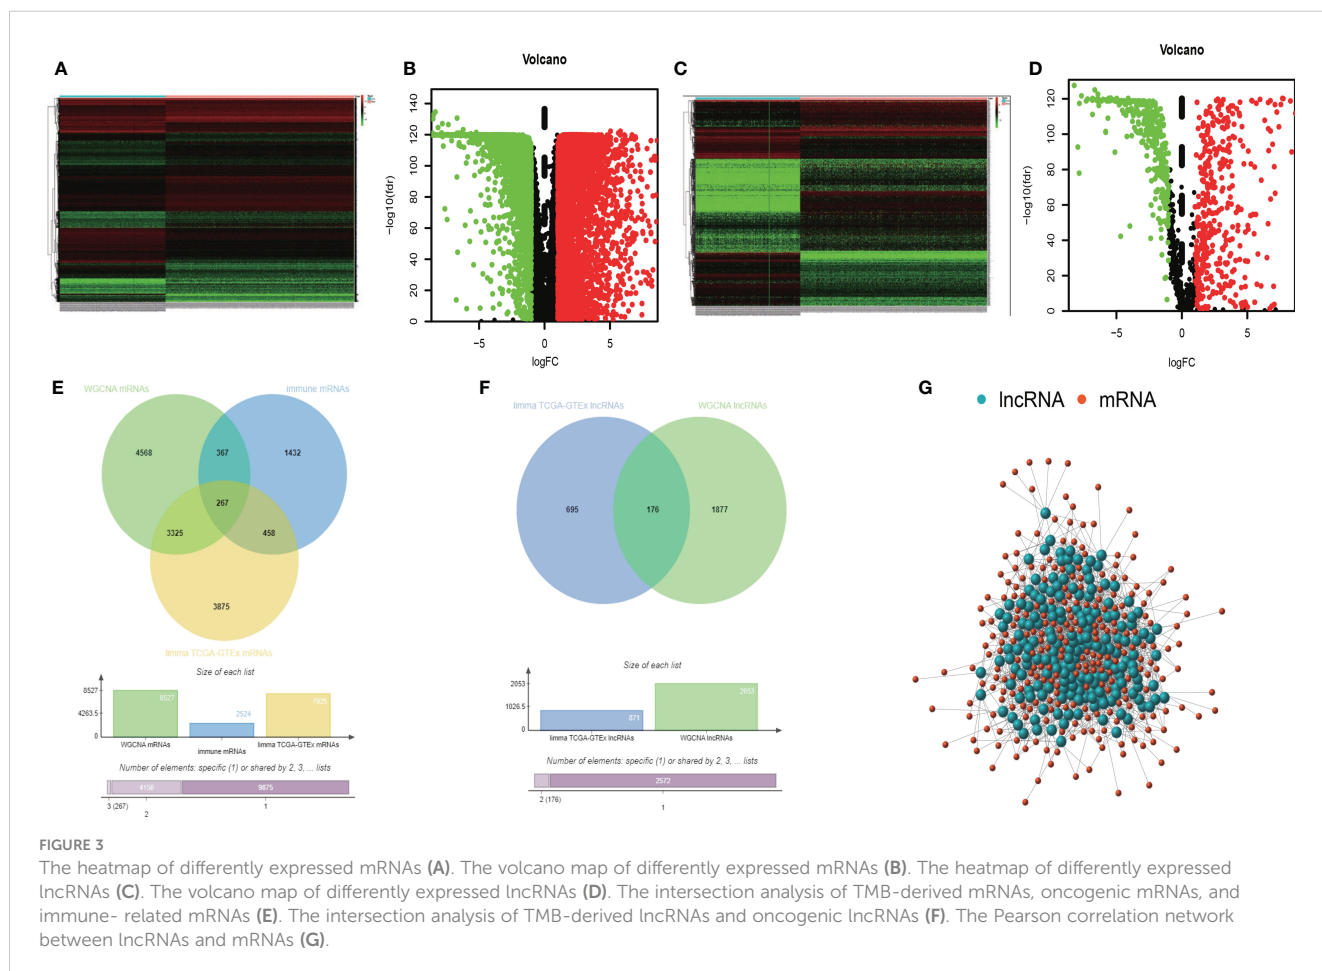 A
B
Volcano
−log10(fdr)
140
120
100
80
60
40
20
0
−5
0
5
logFC
C
D
Volcano
−log10(fdr)
120
100
80
60
40
20
0
−5
0
5
logFC
E
WGCNA mRNAs
immune mRNAs
4568
367
1432
267
3325
458
3875
limma TCGA-GTEx mRNAs
Size of each list
8527
4263.5
0
8527
2524
7925
WGCNA mRNAs
immune mRNAs
limma TCGA-GTEx mRNAs
Number of elements: specific (1) or shared by 2, 3, ... lists
4150
9875
3 (267)
2
1
F
limma TCGA-GTEx lncRNAs
WGCNA lncRNAs
695
176
1877
Size of each list
2053
1026.5
0
871
2053
limma TCGA-GTEx lncRNAs
WGCNA lncRNAs
Number of elements: specific (1) or shared by 2, 3, ... lists
2572
2 (176)
1
G
lncRNA
mRNA
FIGURE 3
The heatmap of differently expressed mRNAs (A). The volcano map of differently expressed mRNAs (B). The heatmap of differently expressed
lncRNAs (C). The volcano map of differently expressed lncRNAs (D). The intersection analysis of TMB-derived mRNAs, oncogenic mRNAs, and
immune- related mRNAs (E). The intersection analysis of TMB-derived lncRNAs and oncogenic lncRNAs (F). The Pearson correlation network
between lncRNAs and mRNAs (G).